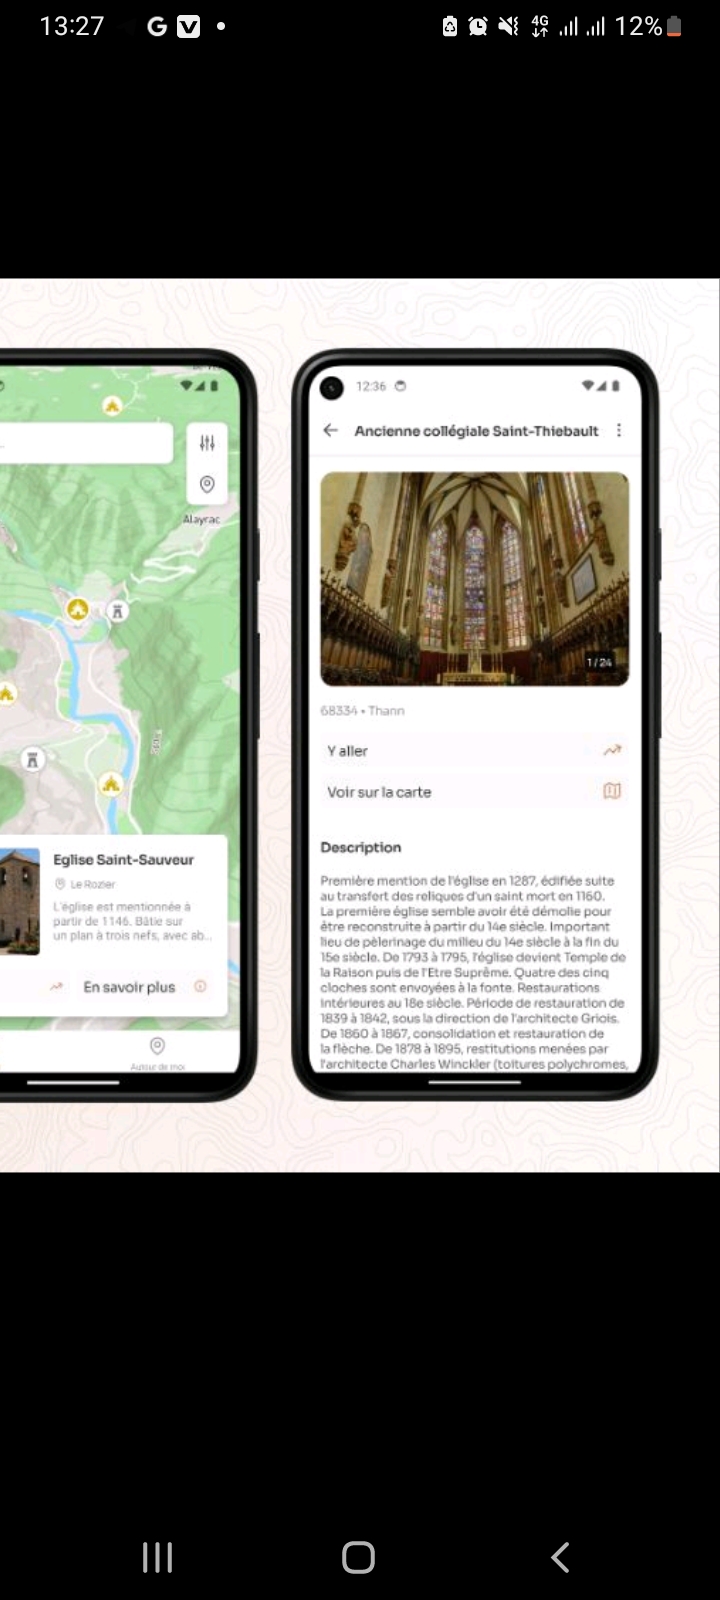 13:27
4G
12%
Alayrac
Eglise Saint-Sauveur
Le Rozier
L'église est mentionnée à
partir de 1146. Bâtie sur
un plan à trois nefs, avec ab...
En savoir plus
Autour de moi
12:36
Ancienne collégiale Saint-Thiebault
1/24
68334 • Thann
Y aller
Voir sur la carte
Description
Première mention de l'église en 1287, édifiée suite
au transfert des reliques d'un saint mort en 1160.
La première église semble avoir été démolie pour
être reconstruite à partir du 14e siècle. Important
lieu de pèlerinage du milieu du 14e siècle à la fin du
15e siècle. De 1793 à 1795, l'église devient Temple de
la Raison puis de l'Etre Suprême. Quatre des cinq
cloches sont envoyées à la fonte. Restaurations
intérieures au 18e siècle. Période de restauration de
1839 à 1842, sous la direction de l'architecte Griois.
De 1860 à 1867, consolidation et restauration de
la flèche. De 1878 à 1895, restitutions menées par
l'architecte Charles Winckler (toitures polychromes,